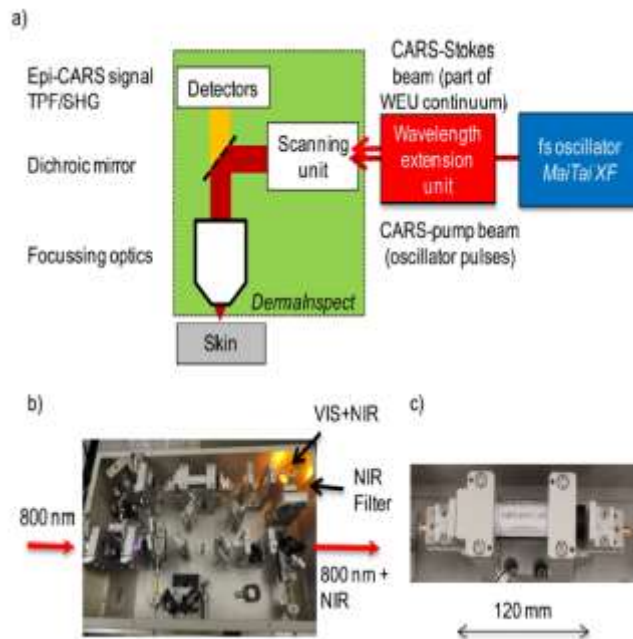 a)
Epi-CARS signal
TPF/SHG
Dichroic mirror
Focussing optics
Detectors
Scanning
unit
DermaInspect
Skin
CARS-Stokes
beam (part of
WEU continuum)
Wavelength
extension
unit
CARS-pump beam
(oscillator pulses)
fs oscillator
MaiTai XF
b)
VIS+NIR
NIR
Filter
800 nm
800 nm +
NIR
c)
120 mm